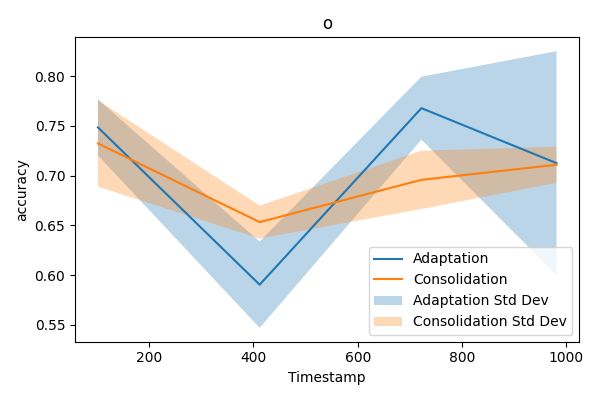 o
accuracy
0.80
0.75
0.70
0.65
0.60
0.55
Adaptation
Consolidation
Adaptation Std Dev
Consolidation Std Dev
200 400 600 800 1000
Timestamp